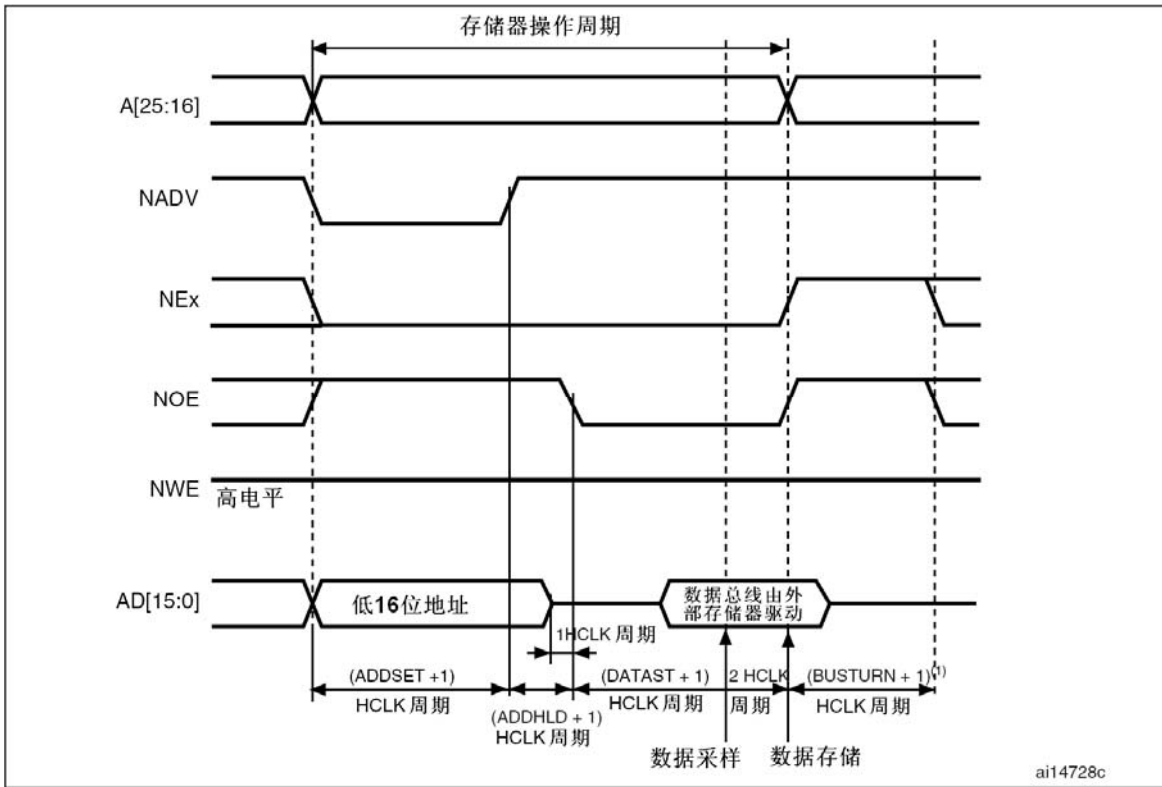 存储器操作周期
A[25:16]
NADV
NEx
NOE
NWE
高电平
AD[15:0]
低16位地址
数据总线由外
部存储器驱动
1HCLK 周期
(ADDSET +1)
HCLK 周期
(ADDHLD + 1)
HCLK 周期
(DATAST + 1)
HCLK 周期
2 HCLK
周期
(BUSTURN + 1)(1)
HCLK 周期
数据采样
数据存储
ai14728c